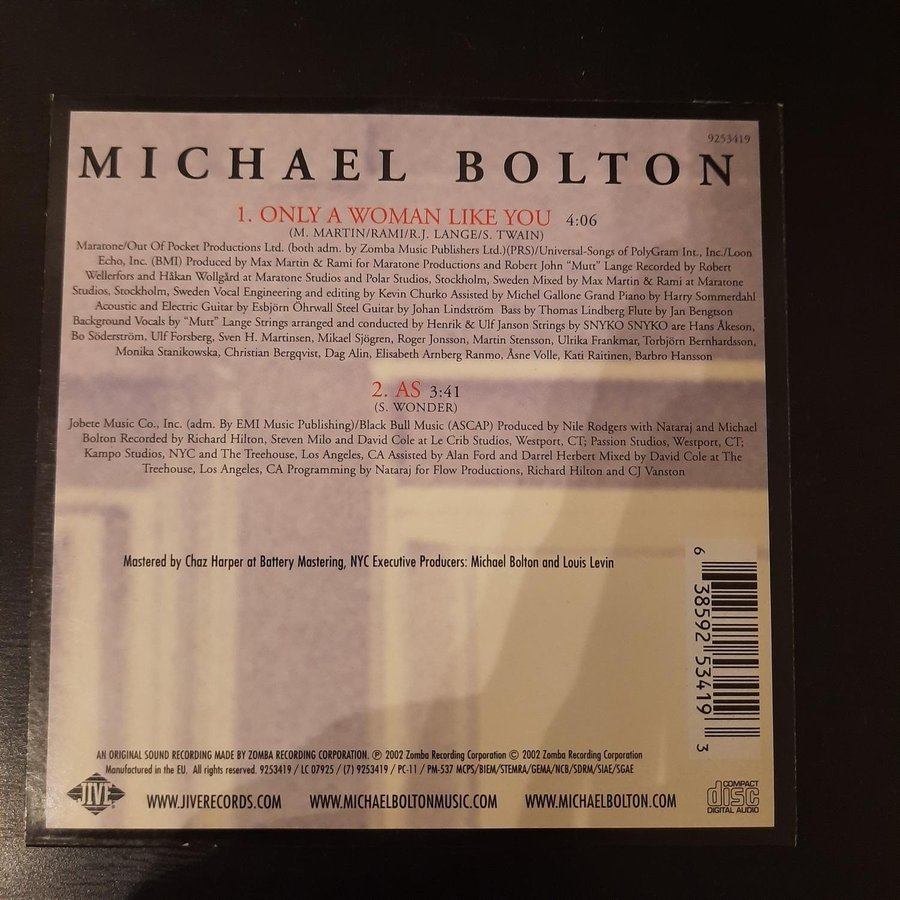 9253419
MICHAEL BOLTON
1. ONLY A WOMAN LIKE YOU 4:06
(M. MARTIN/RAMI/R.J. LANGE/S. TWAIN)
Maratone/Out Of Pocket Productions Ltd. (both adm. by Zomba Music Publishers Ltd.)(PRS)/Universal-Songs of PolyGram Int., Inc./Loon
Echo, Inc. (BMI) Produced by Max Martin & Rami for Maratone Productions and Robert John “Mutt” Lange Recorded by Robert
Wellerfors and Håkan Wollgård at Maratone Studios and Polar Studios, Stockholm, Sweden Mixed by Max Martin & Rami at Maratone
Studios, Stockholm, Sweden Vocal Engineering and editing by Kevin Churko Assisted by Michel Gallone Grand Piano by Harry Sommerdahl
Acoustic and Electric Guitar by Esbjörn Öhrwall Steel Guitar by Johan Lindström Bass by Thomas Lindberg Flute by Jan Bengtson
Background Vocals by “Mutt” Lange Strings arranged and conducted by Henrik & Ulf Janson Strings by SNYKO SNYKO are Hans Åkeson,
Bo Söderström, Ulf Forsberg, Sven H. Martinsen, Mikael Sjögren, Roger Jonsson, Martin Stensson, Ulrika Frankmar, Torbjörn Bernhardsson,
Monika Stanikowska, Christian Bergqvist, Dag Alin, Elisabeth Arnberg Ranmo, Åsne Volle, Kati Raitinen, Barbro Hansson
2. AS 3:41
(S. WONDER)
Jobete Music Co., Inc. (adm. By EMI Music Publishing)/Black Bull Music (ASCAP) Produced by Nile Rodgers with Nataraj and Michael
Bolton Recorded by Richard Hilton, Steven Milo and David Cole at Le Crib Studios, Westport, CT; Passion Studios, Westport, CT;
Kampo Studios, NYC and The Treehouse, Los Angeles, CA Assisted by Alan Ford and Darrel Herbert Mixed by David Cole at The
Treehouse, Los Angeles, CA Programming by Nataraj for Flow Productions, Richard Hilton and CJ Vanston
Mastered by Chaz Harper at Battery Mastering, NYC Executive Producers: Michael Bolton and Louis Levin
6 38592 53419 3
AN ORIGINAL SOUND RECORDING MADE BY ZOMBA RECORDING CORPORATION. ℗ 2002 Zomba Recording Corporation © 2002 Zomba Recording Corporation
Manufactured in the EU. All rights reserved. 9253419 / LC 07925 / (7) 9253419 / PC-11 / PM-537 MCPS/BIEM/STEMRA/GEMA/NCB/SDRM/SIAE/SGAE
JIVE WWW.JIVERECORDS.COM WWW.MICHAELBOLTONMUSIC.COM WWW.MICHAELBOLTON.COM
COMPACT
disc
DIGITAL AUDIO